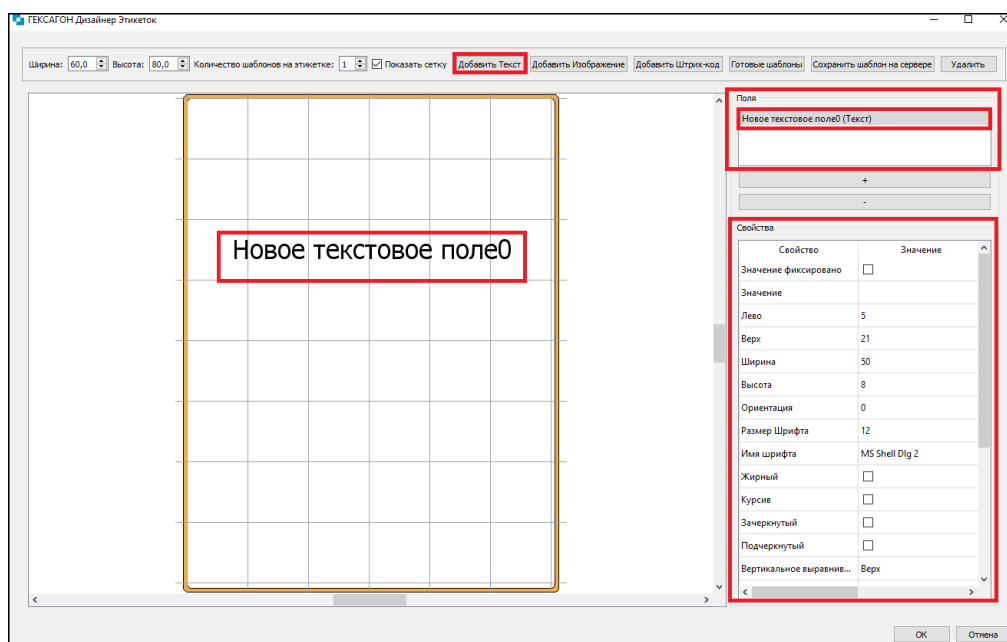 ГЕКСАГОН Дизайнер Этикеток
Ширина: 60,0 Высота: 80,0 Количество шаблонов на этикетке: 1 Показать сетку Добавить Текст Добавить Изображение Добавить Штрих-код Готовые шаблоны Сохранить шаблон на сервере Удалить
Поля
Новое текстовое поле0 (Текст)
+
-
Новое текстовое поле0
Свойства
Свойство Значение
Значение фиксировано
Значение
Лево 5
Верх 21
Ширина 50
Высота 8
Ориентация 0
Размер Шрифта 12
Имя шрифта MS Shell Dlg 2
Жирный
Курсив
Зачеркнутый
Подчеркнутый
Вертикальное выравнив... Верх
OK Отмена